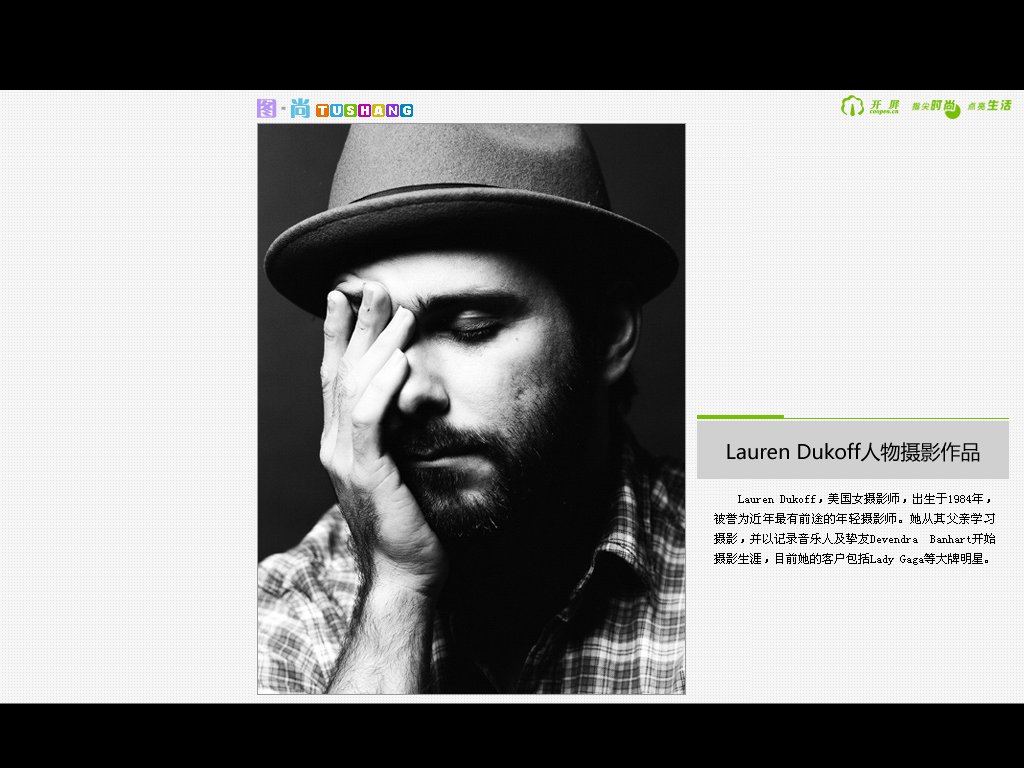 图·尚 TUSHANG
开屏 指尖时尚 点亮生活
coopen.cn
Lauren Dukoff人物摄影作品
Lauren Dukoff，美国女摄影师，出生于1984年，
被誉为近年最有前途的年轻摄影师。她从其父亲学习
摄影，并以记录音乐人及挚友Devendra Banhart开始
摄影生涯，目前她的客户包括Lady Gaga等大牌明星。